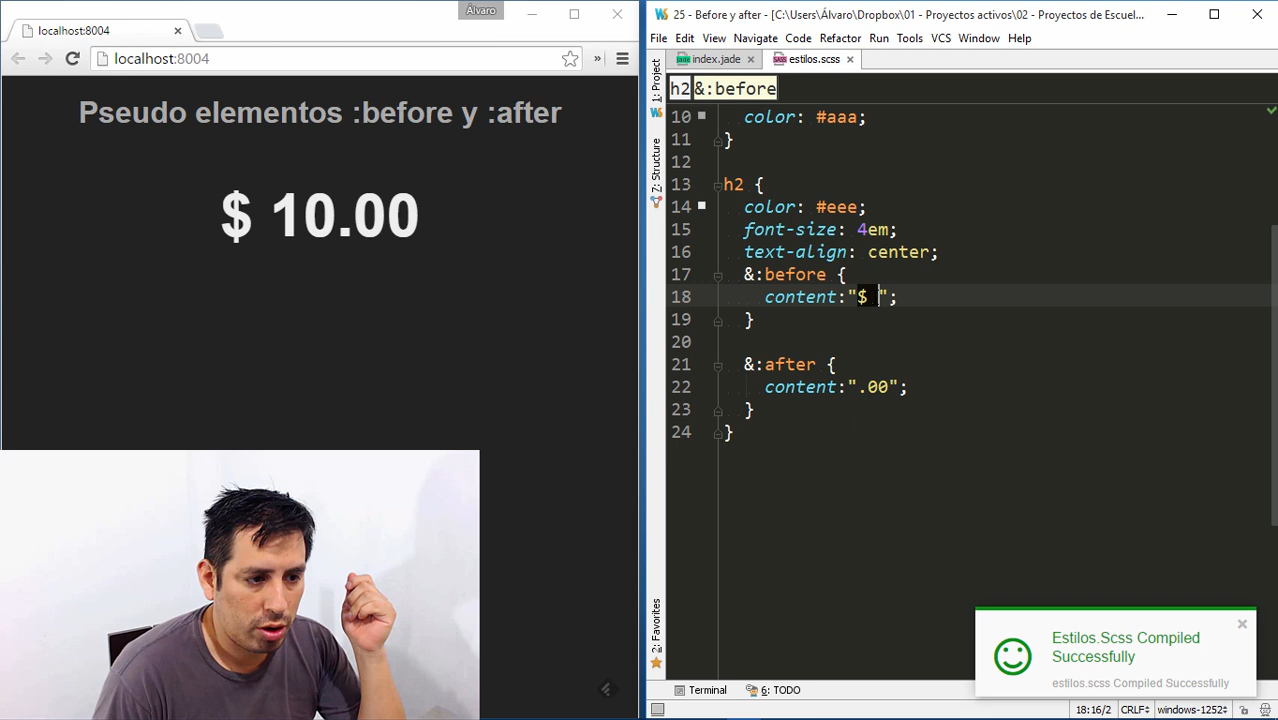 Álvaro
localhost:8004
localhost:8004
»
Pseudo elementos :before y :after
$ 10.00
25 - Before y after - [C:\Users\Álvaro\Dropbox\01 - Proyectos activos\02 - Proyectos de Escuel...
File Edit View Navigate Code Refactor Run Tools VCS Window Help
index.jade
estilos.scss
1: Project
Z: Structure
2: Favorites
h2 &:before
10 color: #aaa;
11 }
12
13 h2 {
14 color: #eee;
15 font-size: 4em;
16 text-align: center;
17 &:before {
18 content:"$ ";
19 }
20
21 &:after {
22 content:".00";
23 }
24 }
Estilos.Scss Compiled
Successfully
estilos.scss Compiled Successfully
Terminal 6: TODO
18:16/2 CRLF windows-1252